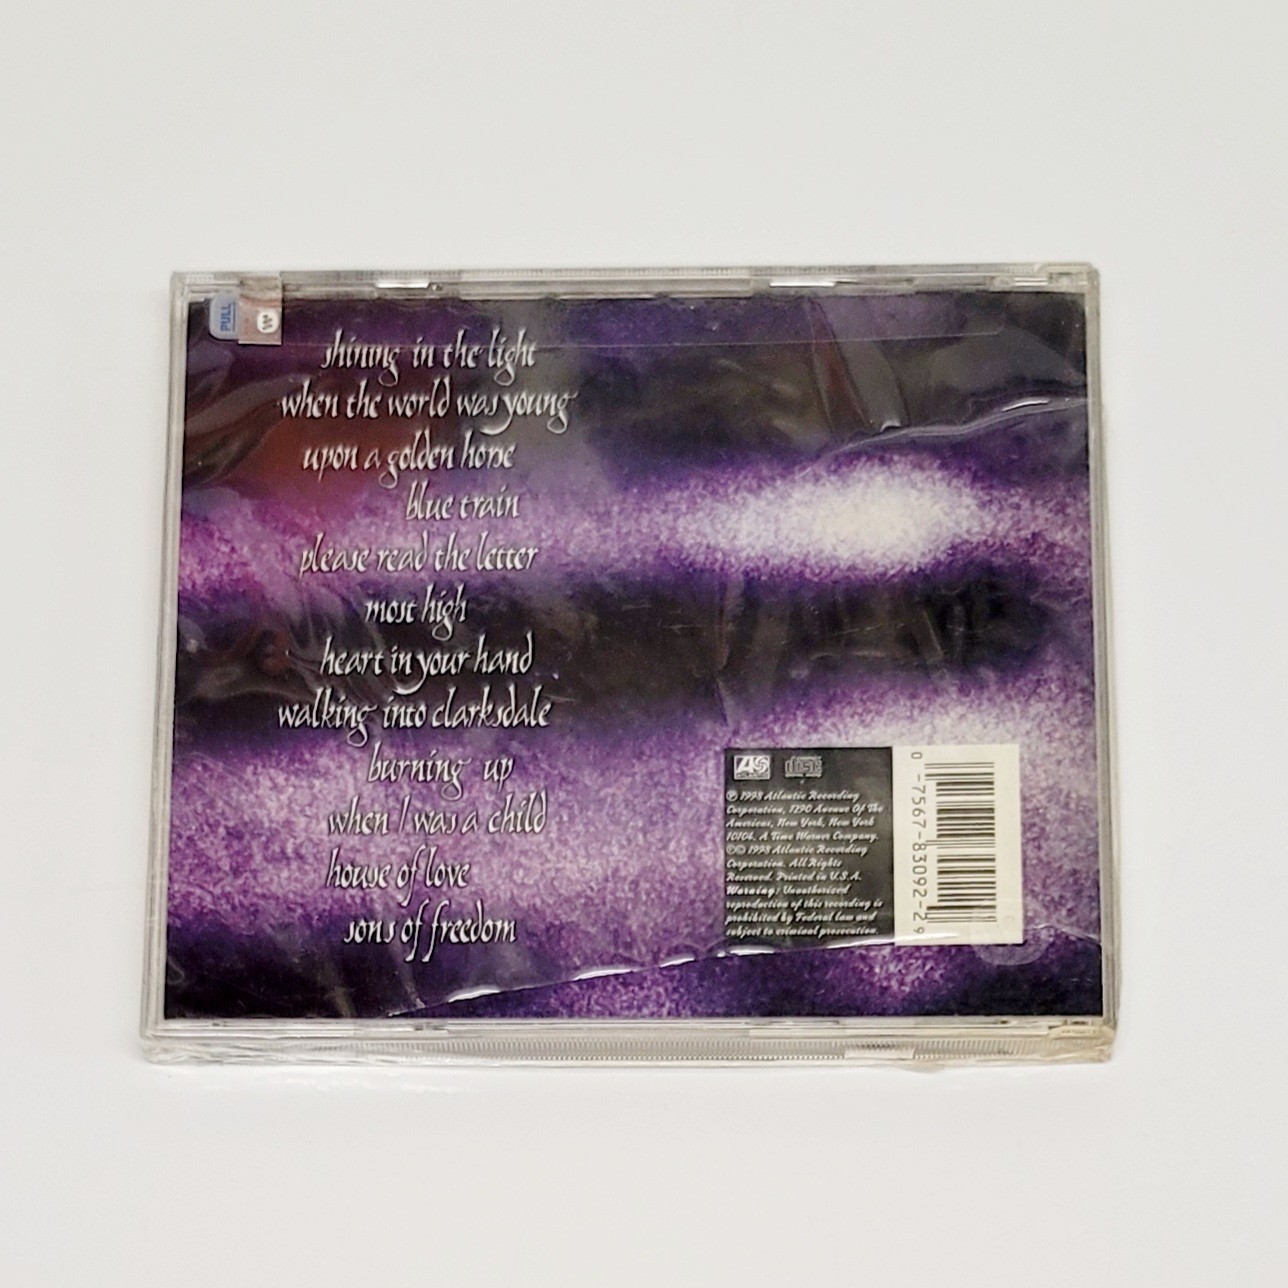 PULL
shining in the light
when the world was young
upon a golden horse
blue train
please read the letter
most high
heart in your hand
walking into clarksdale
burning up
when I was a child
house of love
sons of freedom
℗ 1998 Atlantic Recording
Corporation, 1290 Avenue Of The
Americas, New York, New York
10104. A Time Warner Company.
℗© 1998 Atlantic Recording
Corporation. All Rights
Reserved. Printed in U.S.A.
Warning: Unauthorized
reproduction of this recording is
prohibited by Federal law and
subject to criminal prosecution.
0 7567-83092-2 9